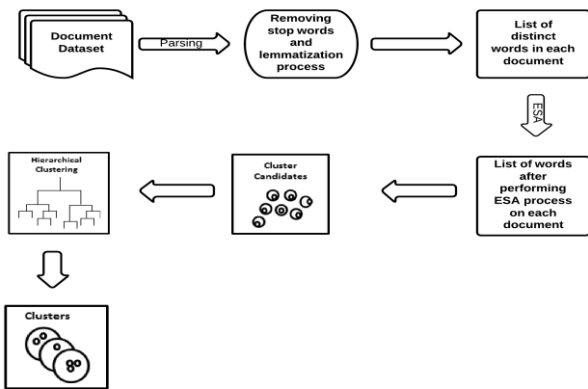 Document
Dataset
Parsing
Removing
stop words
and
lemmatization
process
List of
distinct
words in each
document
ESA
Hierarchical
Clustering
Cluster
Candidates
List of words
after
performing
ESA process
on each
document
Clusters